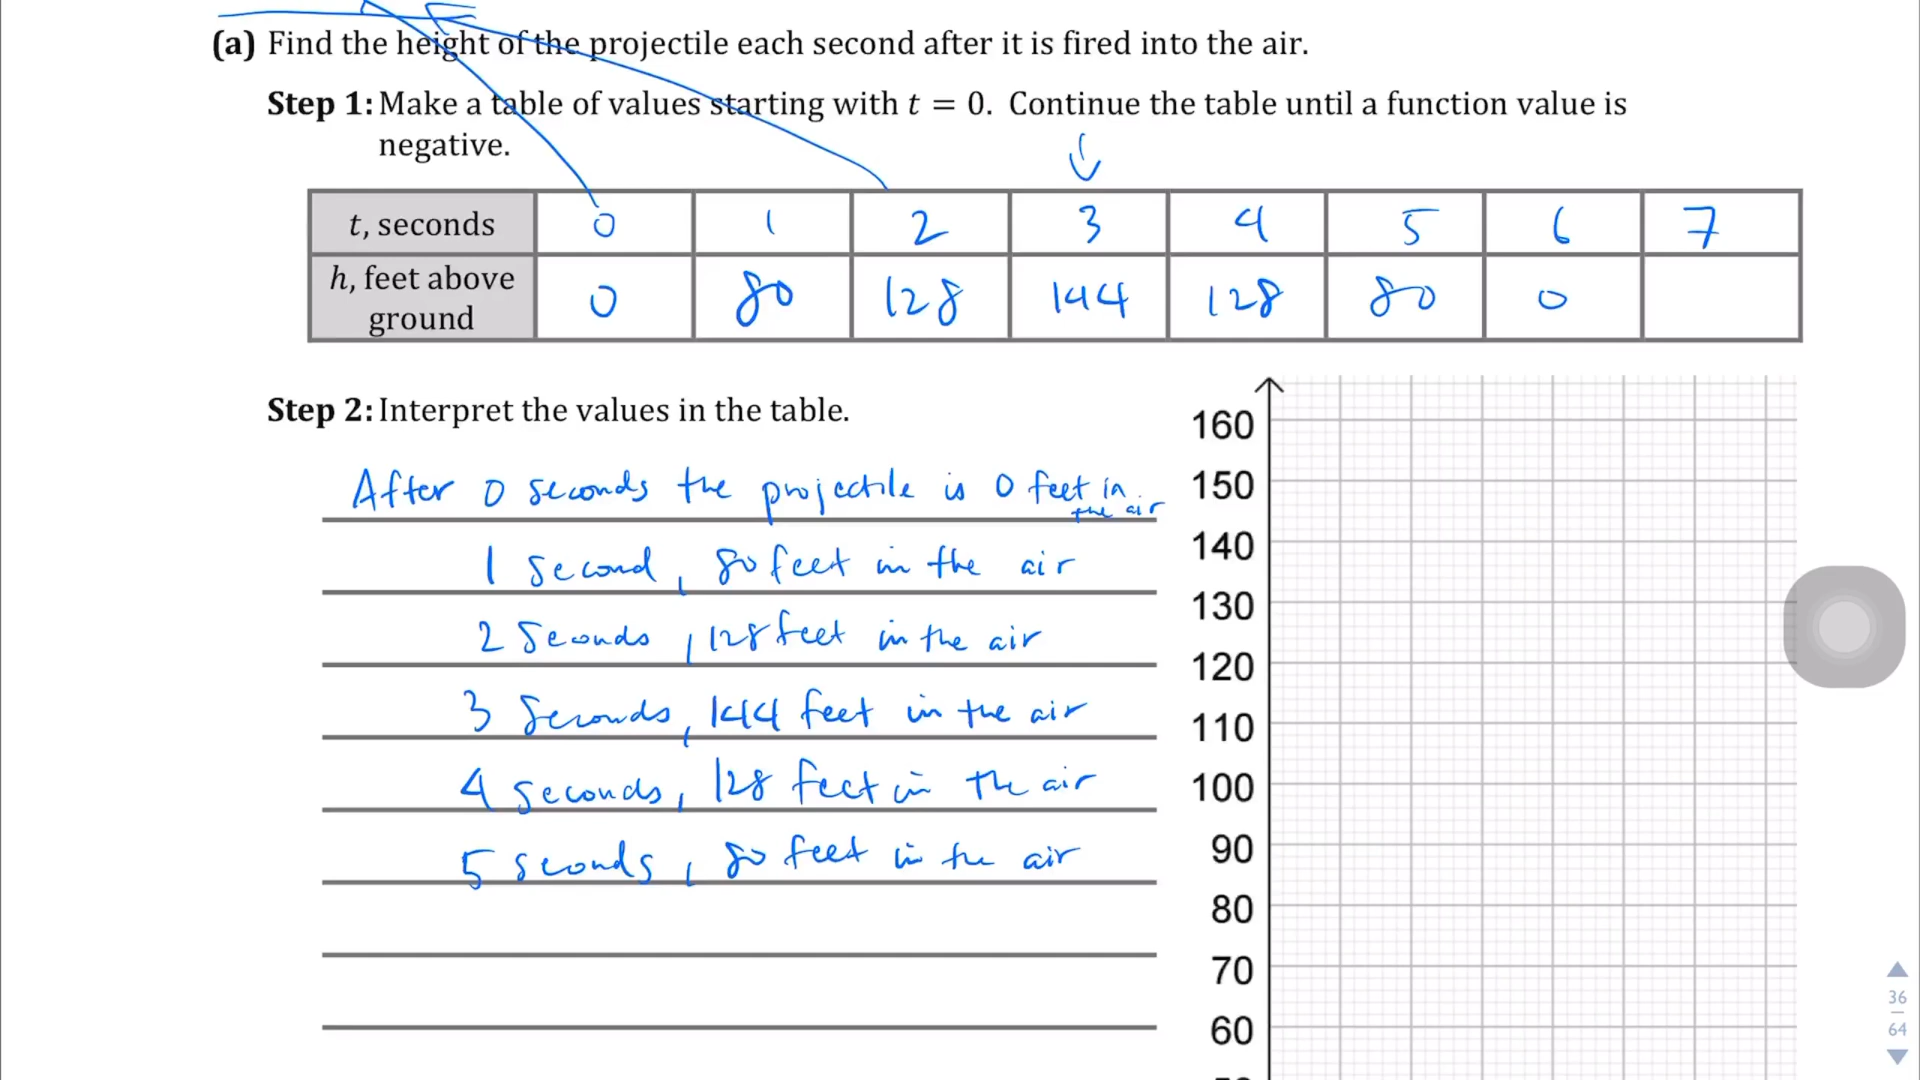 (a) Find the height of the projectile each second after it is fired into the air.
Step 1: Make a table of values starting with t = 0. Continue the table until a function value is
negative.
t, seconds 0 1 2 3 4 5 6 7
h, feet above ground 0 80 128 144 128 80 0
Step 2: Interpret the values in the table.
After 0 seconds the projectile is 0 feet in the air
1 second, 80 feet in the air
2 seconds, 128 feet in the air
3 seconds, 144 feet in the air
4 seconds, 128 feet in the air
5 seconds, 80 feet in the air
160
150
140
130
120
110
100
90
80
70
60
36
64